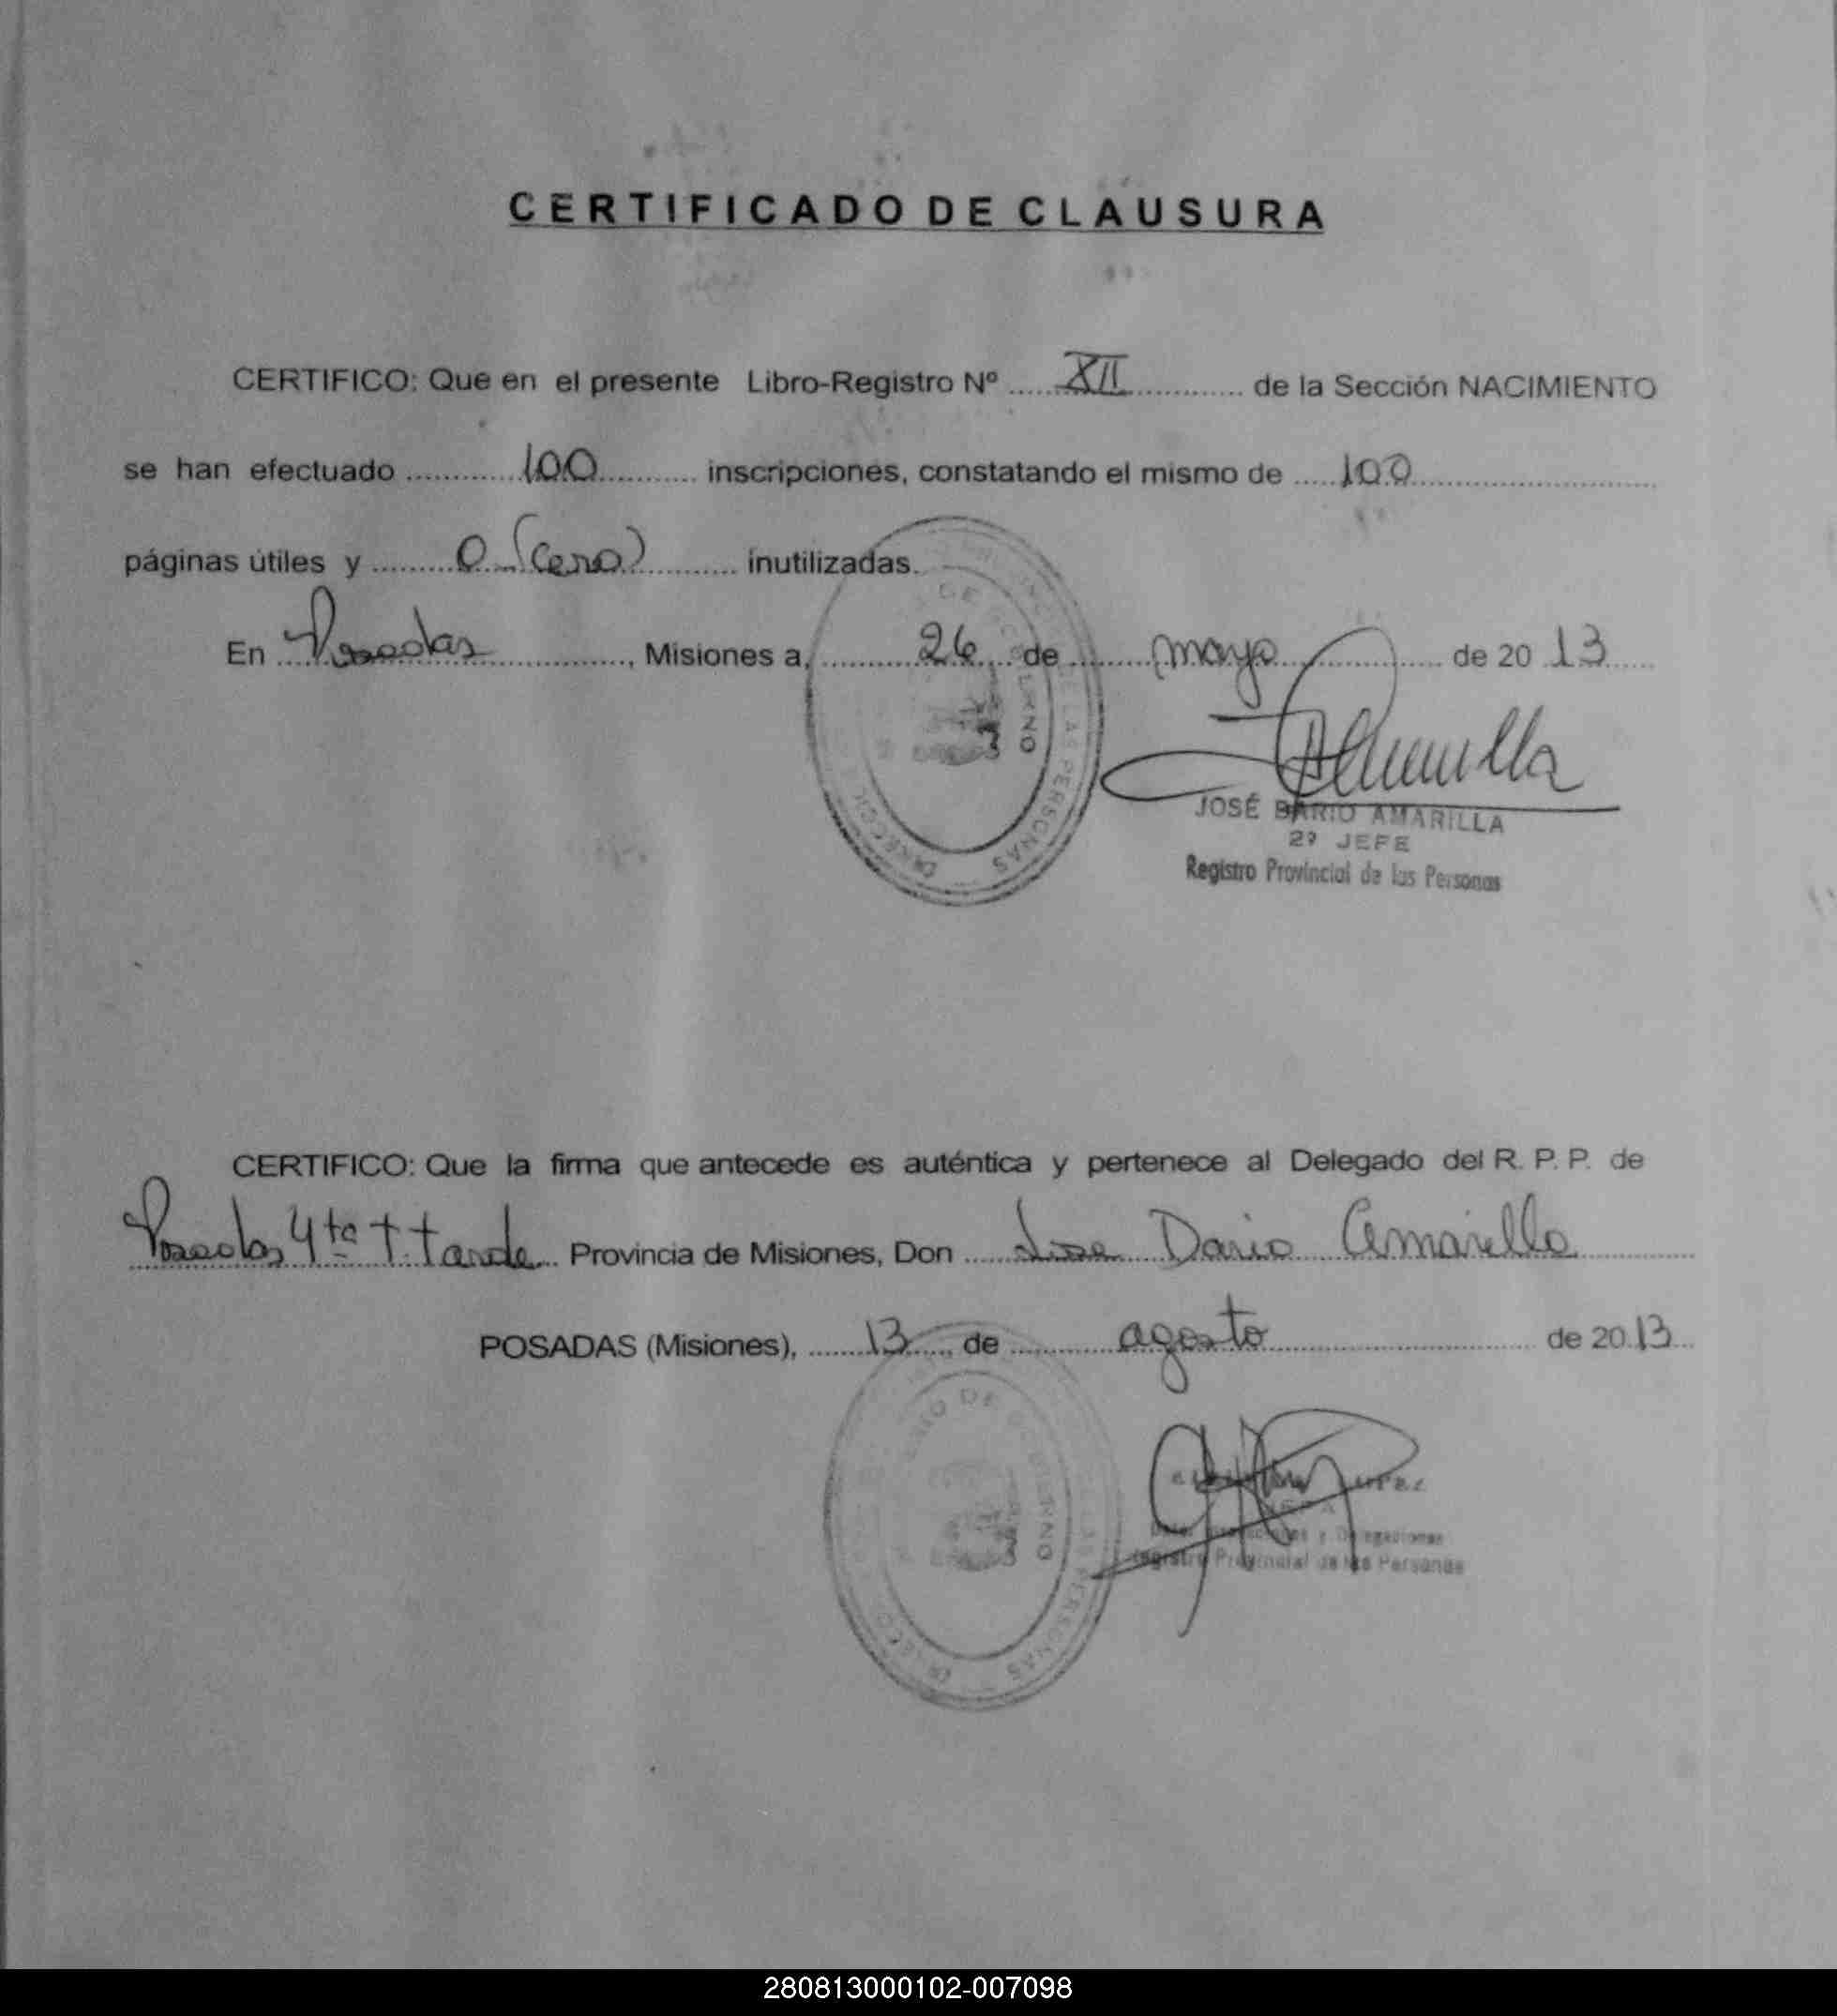 CERTIFICADO DE CLAUSURA
CERTIFICO: Que en el presente Libro-Registro Nº XII de la Sección NACIMIENTO
se han efectuado 100 inscripciones, constatando el mismo de 100
páginas útiles y 0 (cero) inutilizadas.
En Posadas, Misiones a, 26 de mayo de 2013
JOSÉ DARIO AMARILLA
2º JEFE
Registro Provincial de las Personas
CERTIFICO: Que la firma que antecede es auténtica y pertenece al Delegado del R. P. P. de
Posadas 4ta T. tarde Provincia de Misiones, Don Jose Dario Amarilla
POSADAS (Misiones), 13 de agosto de 2013
y Delegaciones
Registro Provincial de las Personas
280813000102-007098